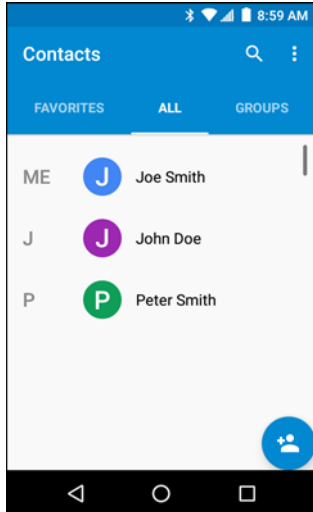 8:59 AM
Contacts
FAVORITES ALL GROUPS
ME J Joe Smith
J J John Doe
P P Peter Smith